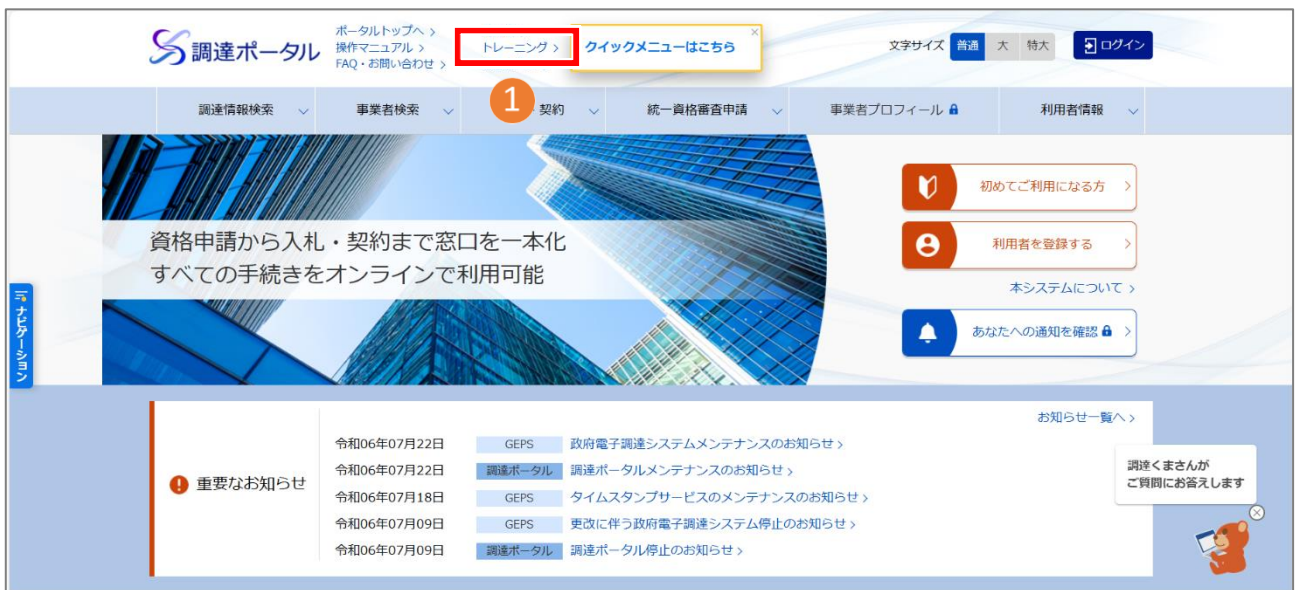 調達ポータル
ポータルトップへ >
操作マニュアル >
FAQ・お問い合わせ >
トレーニング >
クイックメニューはこちら
×
文字サイズ 普通 大 特大
ログイン
調達情報検索
事業者検索
1
契約
統一資格審査申請
事業者プロフィール
利用者情報
資格申請から入札・契約まで窓口を一本化
すべての手続きをオンラインで利用可能
初めてご利用になる方 >
利用者を登録する >
本システムについて >
あなたへの通知を確認 >
ナビゲーション
お知らせ一覧へ >
重要なお知らせ
令和06年07月22日 GEPS 政府電子調達システムメンテナンスのお知らせ >
令和06年07月22日 調達ポータル 調達ポータルメンテナンスのお知らせ >
令和06年07月18日 GEPS タイムスタンプサービスのメンテナンスのお知らせ >
令和06年07月09日 GEPS 更改に伴う政府電子調達システム停止のお知らせ >
令和06年07月09日 調達ポータル 調達ポータル停止のお知らせ >
調達くまさんが
ご質問にお答えします